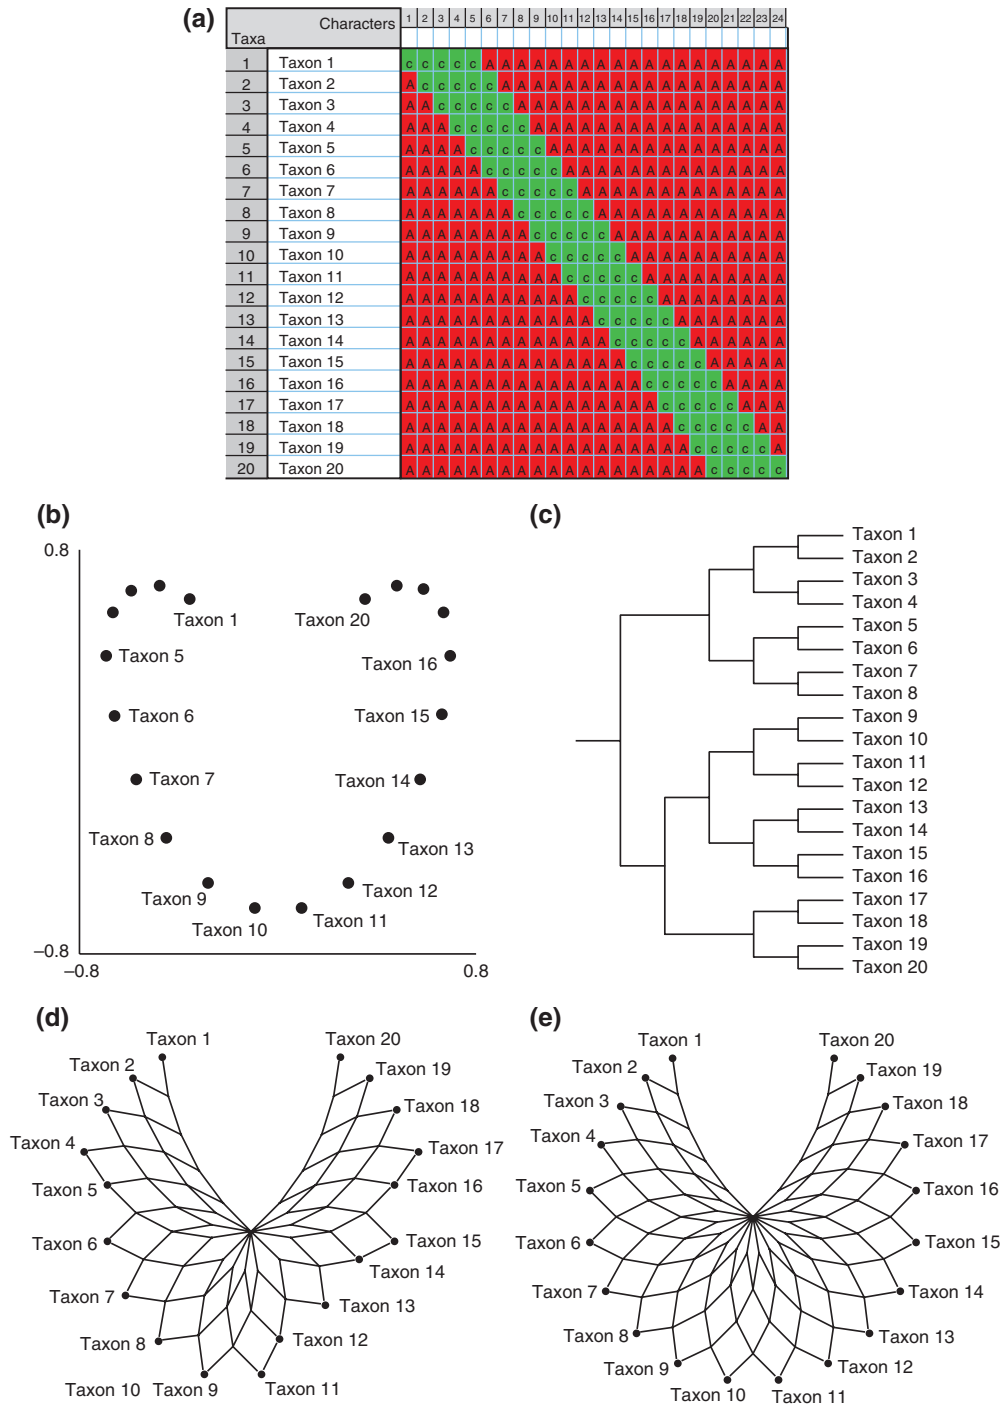 (a)
Characters 1 2 3 4 5 6 7 8 9 10 11 12 13 14 15 16 17 18 19 20 21 22 23 24
Taxa
1 Taxon 1 c c c c c A A A A A A A A A A A A A A A A A A A
2 Taxon 2 A c c c c c A A A A A A A A A A A A A A A A A A
3 Taxon 3 A A c c c c c A A A A A A A A A A A A A A A A A
4 Taxon 4 A A A c c c c c A A A A A A A A A A A A A A A A
5 Taxon 5 A A A A c c c c c A A A A A A A A A A A A A A A
6 Taxon 6 A A A A A c c c c c A A A A A A A A A A A A A A
7 Taxon 7 A A A A A A c c c c c A A A A A A A A A A A A A
8 Taxon 8 A A A A A A A c c c c c A A A A A A A A A A A A
9 Taxon 9 A A A A A A A A c c c c c A A A A A A A A A A A
10 Taxon 10 A A A A A A A A A c c c c c A A A A A A A A A A
11 Taxon 11 A A A A A A A A A A c c c c c A A A A A A A A A
12 Taxon 12 A A A A A A A A A A A c c c c c A A A A A A A A
13 Taxon 13 A A A A A A A A A A A A c c c c c A A A A A A A
14 Taxon 14 A A A A A A A A A A A A A c c c c c A A A A A A
15 Taxon 15 A A A A A A A A A A A A A A c c c c c A A A A A
16 Taxon 16 A A A A A A A A A A A A A A A c c c c c A A A A
17 Taxon 17 A A A A A A A A A A A A A A A A c c c c c A A A
18 Taxon 18 A A A A A A A A A A A A A A A A A c c c c c A A
19 Taxon 19 A A A A A A A A A A A A A A A A A A c c c c c A
20 Taxon 20 A A A A A A A A A A A A A A A A A A A c c c c c
(b)
0.8
Taxon 1 Taxon 20
Taxon 5 Taxon 16
Taxon 6 Taxon 15
Taxon 7 Taxon 14
Taxon 8 Taxon 13
Taxon 9 Taxon 12
Taxon 10 Taxon 11
–0.8
–0.8 0.8
(c)
Taxon 1
Taxon 2
Taxon 3
Taxon 4
Taxon 5
Taxon 6
Taxon 7
Taxon 8
Taxon 9
Taxon 10
Taxon 11
Taxon 12
Taxon 13
Taxon 14
Taxon 15
Taxon 16
Taxon 17
Taxon 18
Taxon 19
Taxon 20
(d)
Taxon 1 Taxon 20
Taxon 2 Taxon 19
Taxon 3 Taxon 18
Taxon 4 Taxon 17
Taxon 5 Taxon 16
Taxon 6 Taxon 15
Taxon 14
Taxon 7 Taxon 13
Taxon 8 Taxon 12
Taxon 10 Taxon 9 Taxon 11
(e)
Taxon 1 Taxon 20
Taxon 2 Taxon 19
Taxon 3 Taxon 18
Taxon 4 Taxon 17
Taxon 5 Taxon 16
Taxon 6 Taxon 15
Taxon 7 Taxon 14
Taxon 8 Taxon 13
Taxon 9 Taxon 12
Taxon 10 Taxon 11